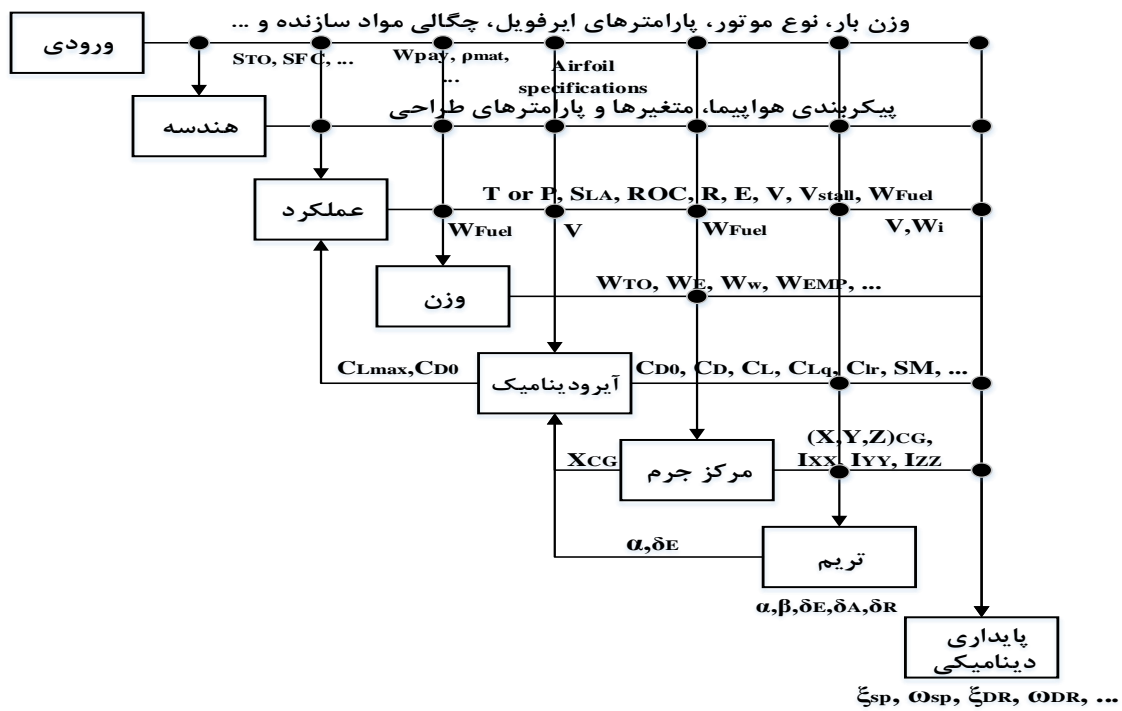 وزن بار، نوع موتور، پارامترهای ایرفویل، چگالی مواد سازنده و ...
ورودی
STO, SFC, ...
Wpay, ρmat,
...
Airfoil
specifications
پیکربندی هواپیما، متغیرها و پارامترهای طراحی
هندسه
T or P, SLA, ROC, R, E, V, Vstall, WFuel
عملکرد
WFuel
V
WFuel
V,Wi
WTO, WE, Ww, WEMP, ...
وزن
CLmax,CD0
آیرودینامیک
CD0, CD, CL, CLq, Clr, SM, ...
(X,Y,Z)CG,
IXX, IYY, IZZ
XCG
مرکز جرم
α,δE
تریم
α,β,δE,δA,δR
پایداری
دینامیکی
ξsp, ωsp, ξDR, ωDR, ...